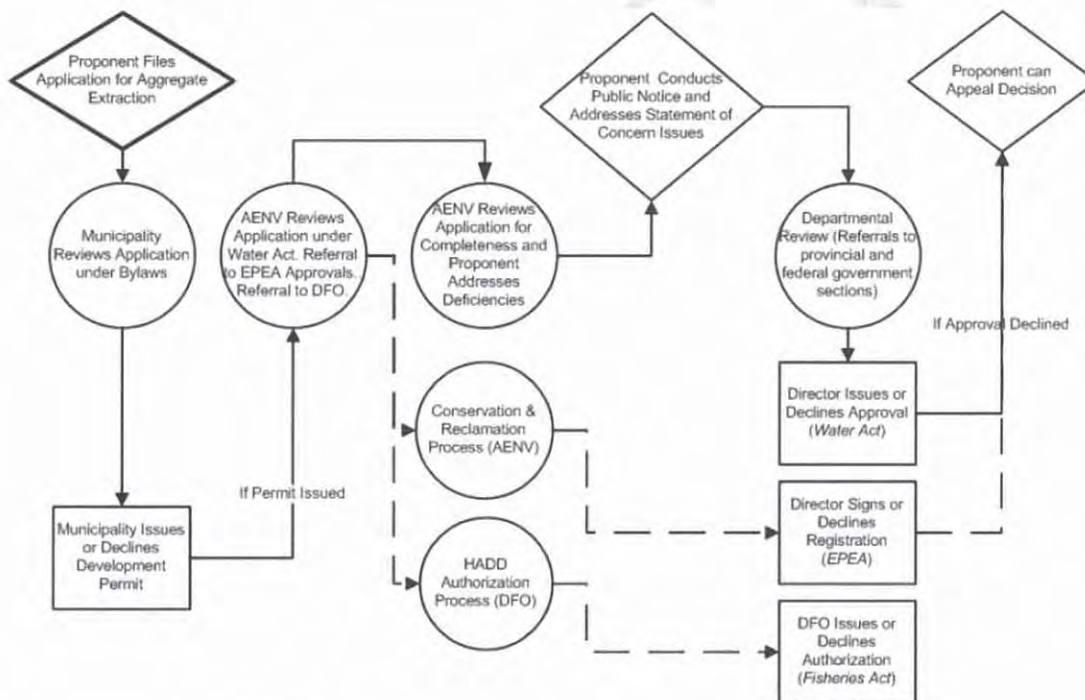 Proponent Files
Application for Aggregate
Extraction
Municipality
Reviews Application
under Bylaws
Municipality Issues
or Declines
Development
Permit
If Permit Issued
AENV Reviews
Application under
Water Act. Referral
to EPEA Approvals.
Referral to DFO.
AENV Reviews
Application for
Completeness and
Proponent
Addresses
Deficiencies
Proponent Conducts
Public Notice and
Addresses Statement of
Concern Issues
Departmental
Review (Referrals to
provincial and
federal government
sections)
Director Issues or
Declines Approval
(Water Act)
If Approval Declined
Proponent can
Appeal Decision
Conservation &
Reclamation
Process (AENV)
Director Signs or
Declines
Registration
(EPEA)
HADD
Authorization
Process (DFO)
DFO Issues or
Declines
Authorization
(Fisheries Act)